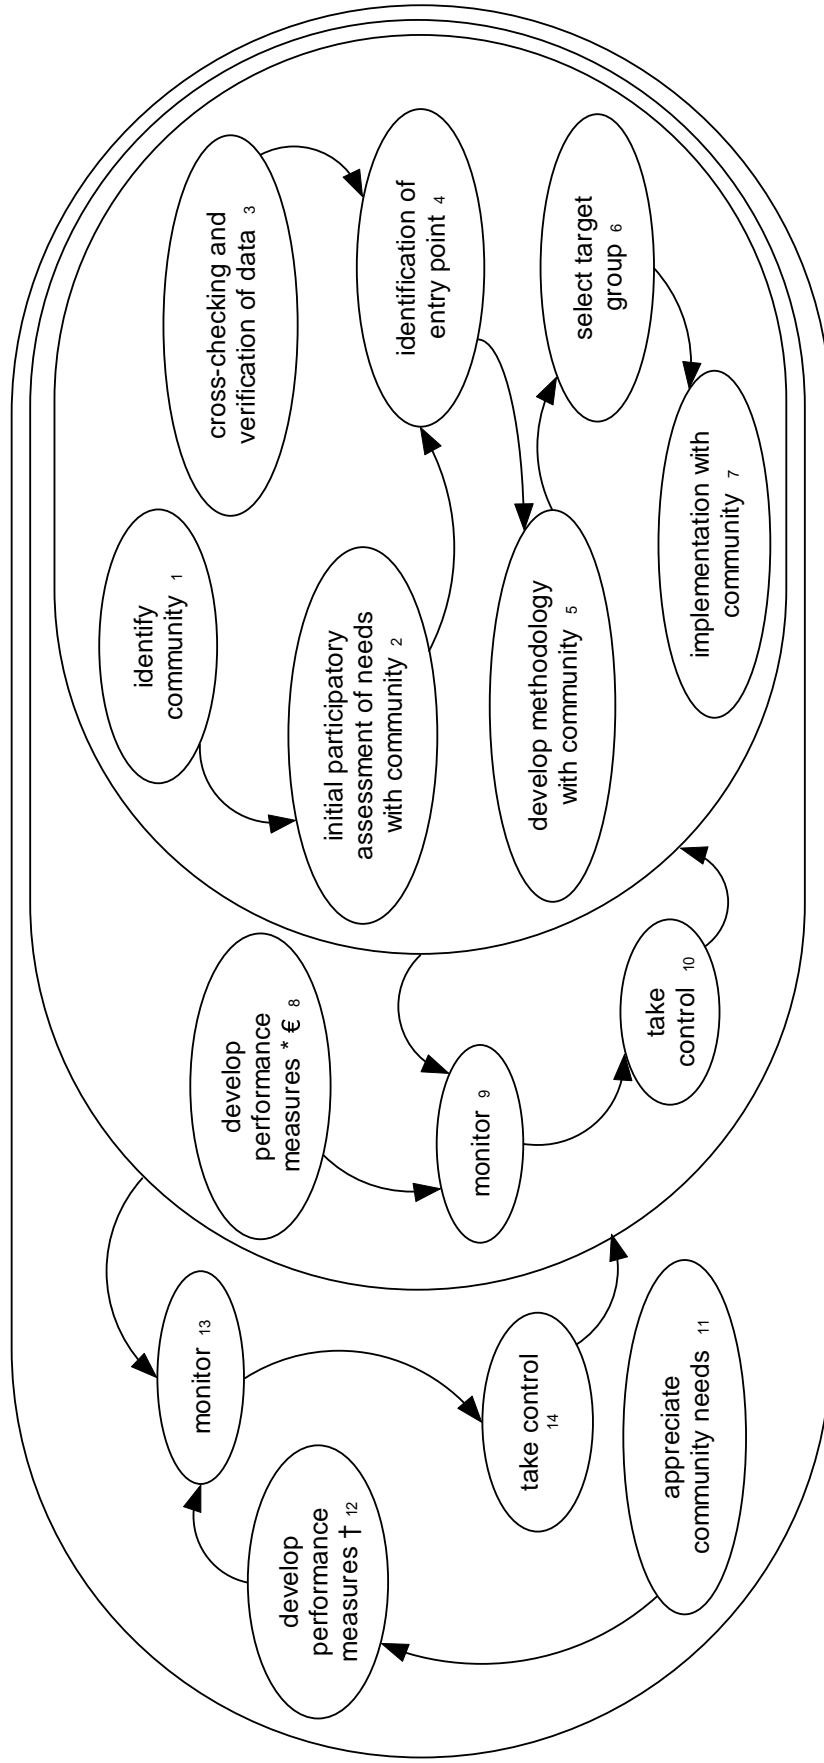 identify
community 1
initial participatory
assessment of needs
with community 2
cross-checking and
verification of data 3
identification of
entry point 4
develop methodology
with community 5
select target
group 6
implementation with
community 7
develop
performance
measures * € 8
monitor 9
take
control 10
appreciate
community needs 11
develop
performance
measures † 12
monitor 13
take control
14